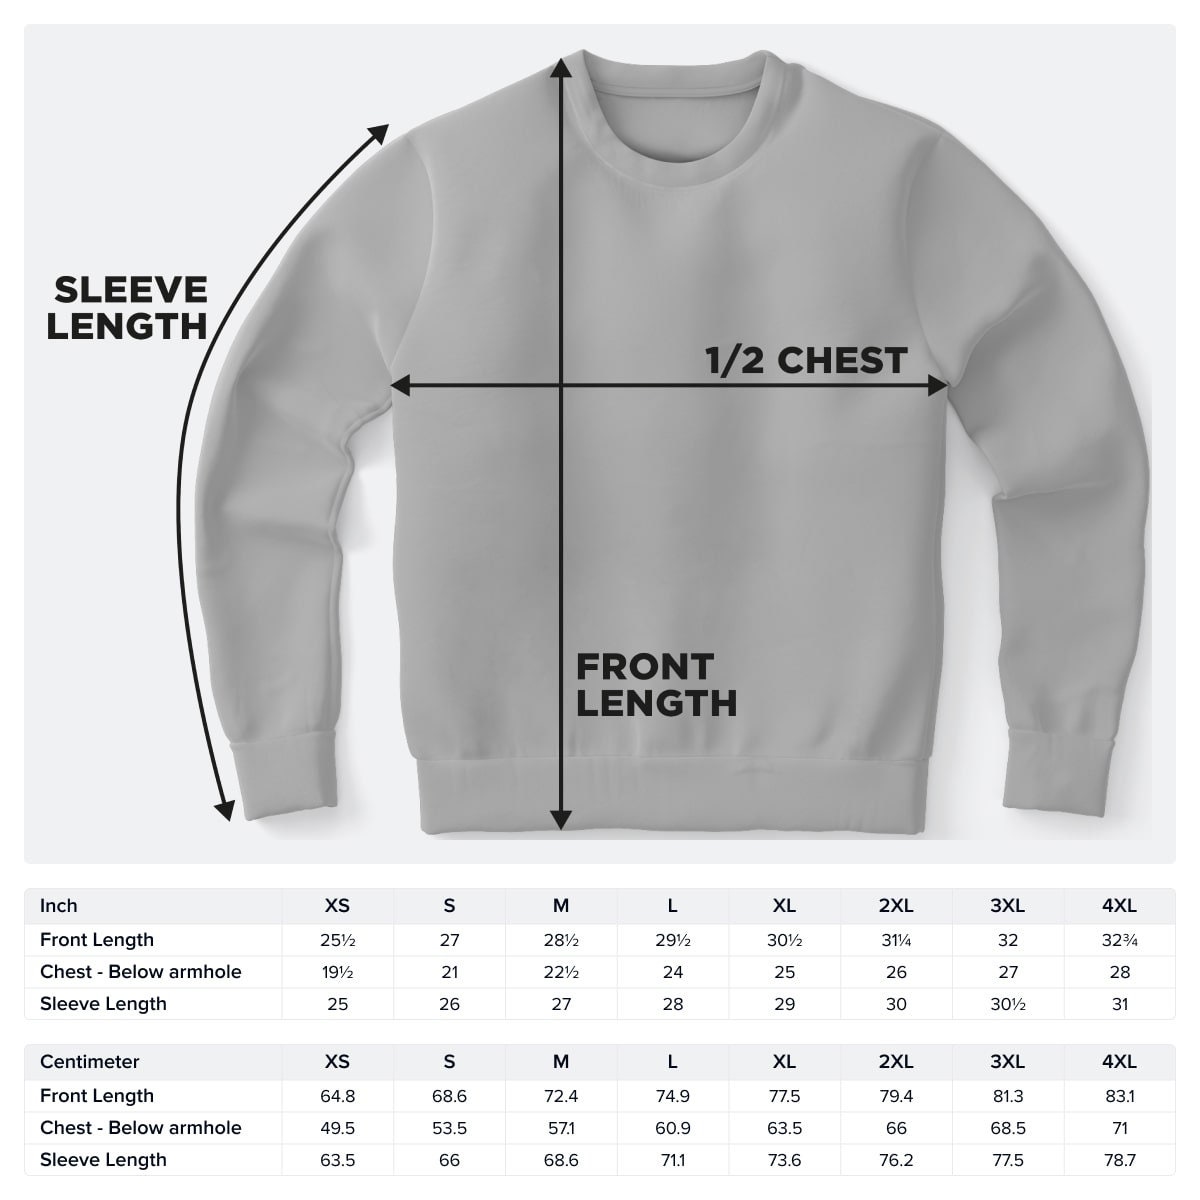 SLEEVE
LENGTH
1/2 CHEST
FRONT
LENGTH
Inch XS S M L XL 2XL 3XL 4XL
Front Length 25½ 27 28½ 29½ 30½ 31¼ 32 32¾
Chest - Below armhole 19½ 21 22½ 24 25 26 27 28
Sleeve Length 25 26 27 28 29 30 30½ 31
Centimeter XS S M L XL 2XL 3XL 4XL
Front Length 64.8 68.6 72.4 74.9 77.5 79.4 81.3 83.1
Chest - Below armhole 49.5 53.5 57.1 60.9 63.5 66 68.5 71
Sleeve Length 63.5 66 68.6 71.1 73.6 76.2 77.5 78.7